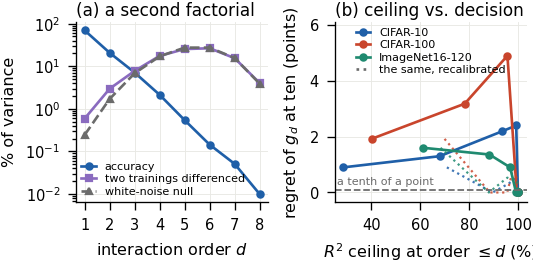 (a) a second factorial
% of variance
10²
10¹
10⁰
10⁻¹
10⁻²
accuracy
two trainings differenced
white-noise null
1 2 3 4 5 6 7 8
interaction order d
(b) ceiling vs. decision
regret of g_d at ten (points)
6
4
2
0
CIFAR-10
CIFAR-100
ImageNet16-120
the same, recalibrated
a tenth of a point
40 60 80 100
R² ceiling at order ≤ d (%)